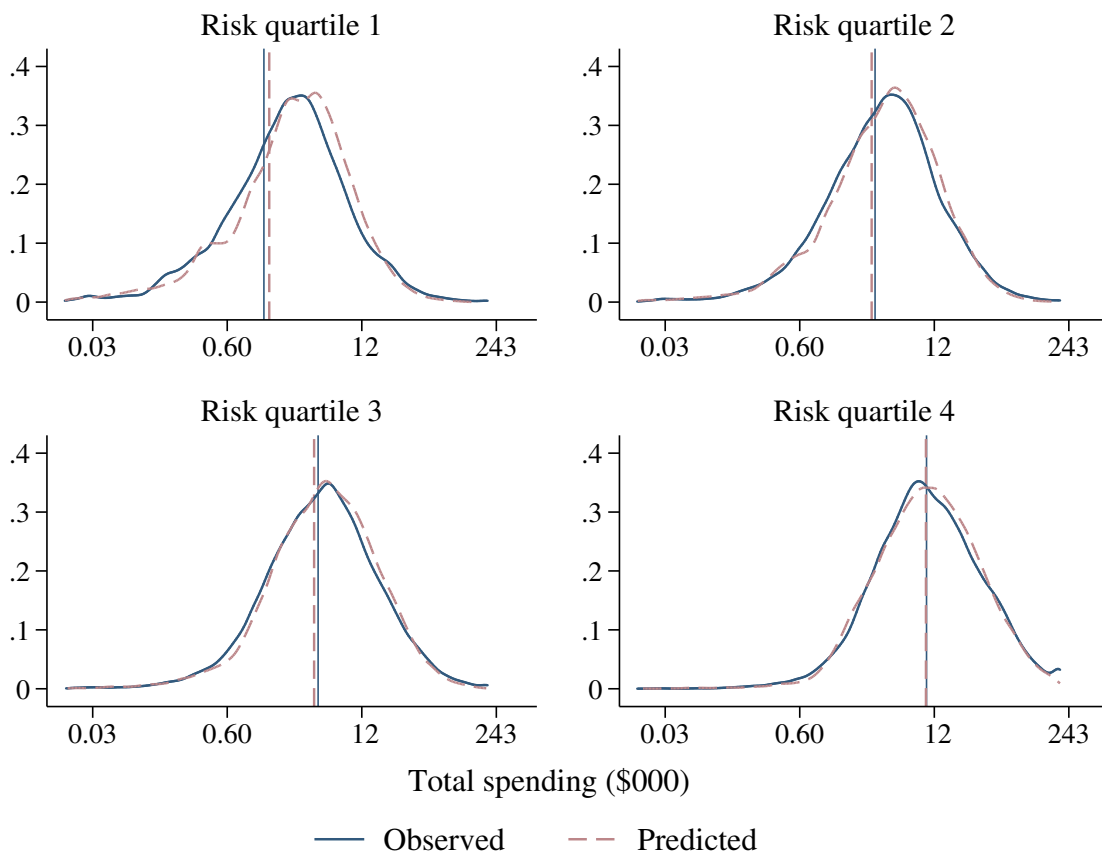 Risk quartile 1
Risk quartile 2
.4
.3
.2
.1
0
0.03 0.60 12 243
.4
.3
.2
.1
0
0.03 0.60 12 243
Risk quartile 3
Risk quartile 4
.4
.3
.2
.1
0
0.03 0.60 12 243
.4
.3
.2
.1
0
0.03 0.60 12 243
Total spending ($000)
Observed Predicted